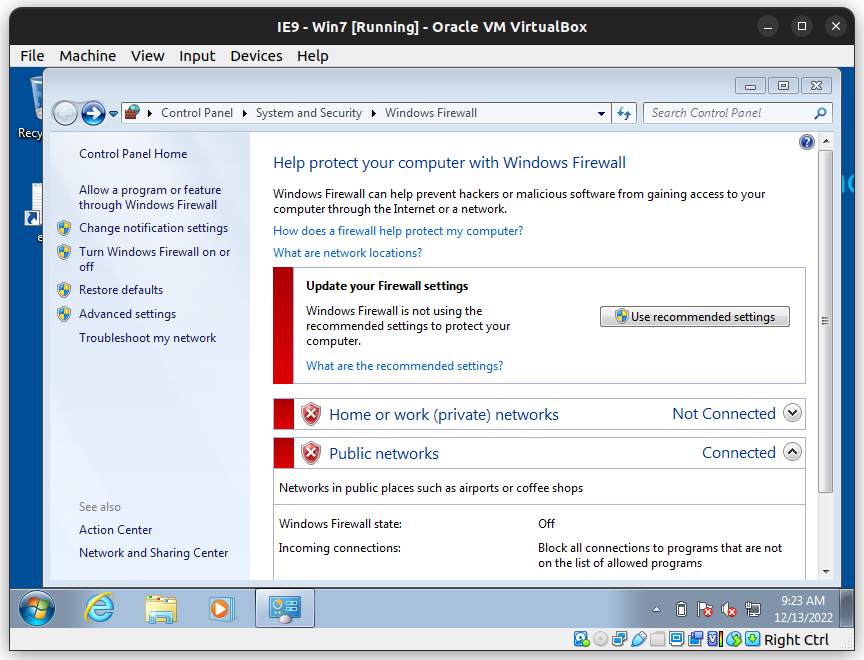 IE9 - Win7 [Running] - Oracle VM VirtualBox
File Machine View Input Devices Help
Recy
e
Control Panel System and Security Windows Firewall
Search Control Panel
Control Panel Home
Allow a program or feature
through Windows Firewall
Change notification settings
Turn Windows Firewall on or
off
Restore defaults
Advanced settings
Troubleshoot my network
See also
Action Center
Network and Sharing Center
Help protect your computer with Windows Firewall
Windows Firewall can help prevent hackers or malicious software from gaining access to your
computer through the Internet or a network.
How does a firewall help protect my computer?
What are network locations?
Update your Firewall settings
Windows Firewall is not using the
recommended settings to protect your
computer.
Use recommended settings
What are the recommended settings?
Home or work (private) networks Not Connected
Public networks Connected
Networks in public places such as airports or coffee shops
Windows Firewall state: Off
Incoming connections: Block all connections to programs that are not
on the list of allowed programs
9:23 AM
12/13/2022
Right Ctrl